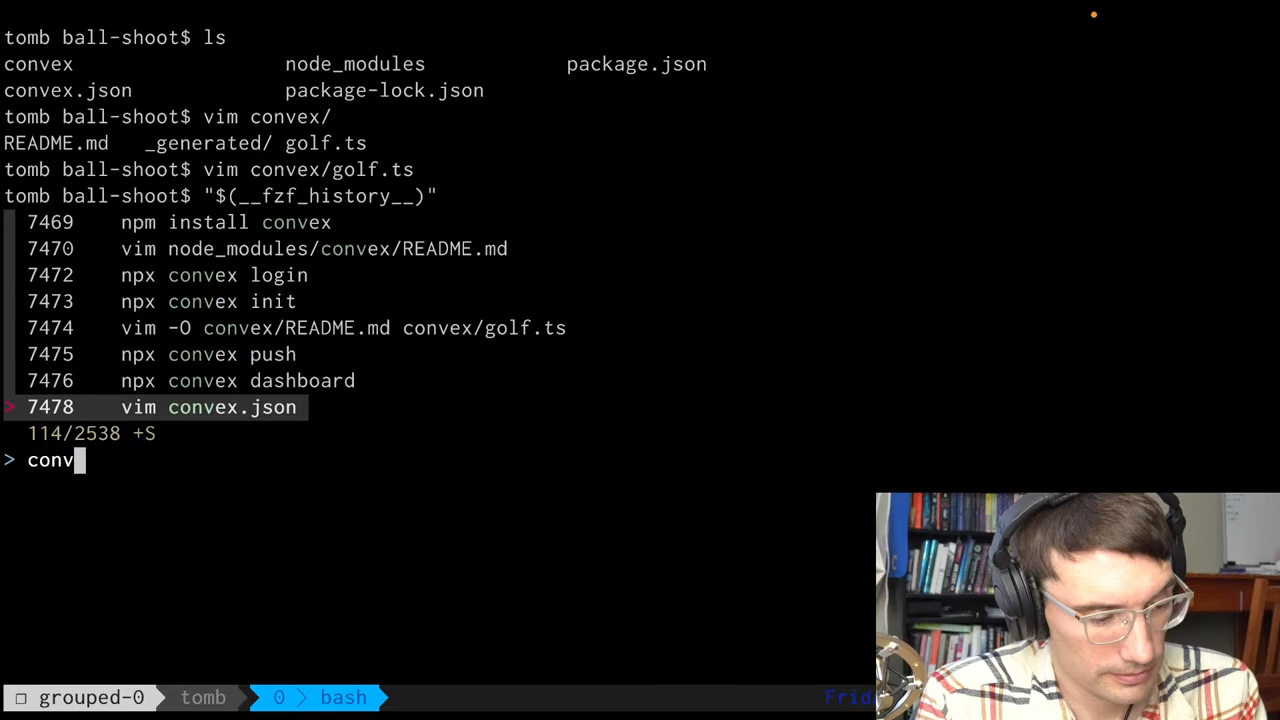 tomb ball-shoot$ ls
convex node_modules package.json
convex.json package-lock.json
tomb ball-shoot$ vim convex/
README.md _generated/ golf.ts
tomb ball-shoot$ vim convex/golf.ts
tomb ball-shoot$ "$(__fzf_history__)"
7469 npm install convex
7470 vim node_modules/convex/README.md
7472 npx convex login
7473 npx convex init
7474 vim -O convex/README.md convex/golf.ts
7475 npx convex push
7476 npx convex dashboard
> 7478 vim convex.json
114/2538 +S
> conv
❐ grouped-0 tomb 0 > bash